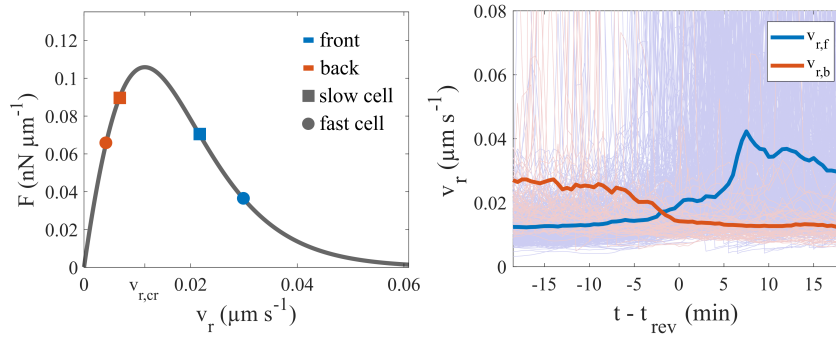 F (nN μm⁻¹)
0.12
0.1
0.08
0.06
0.04
0.02
0
front
back
slow cell
fast cell
0
v_r,cr
0.02
0.04
0.06
v_r (μm s⁻¹)
v_r (μm s⁻¹)
0.08
0.06
0.04
0.02
0
v_r,f
v_r,b
-15
-10
-5
0
5
10
15
t - t_rev (min)